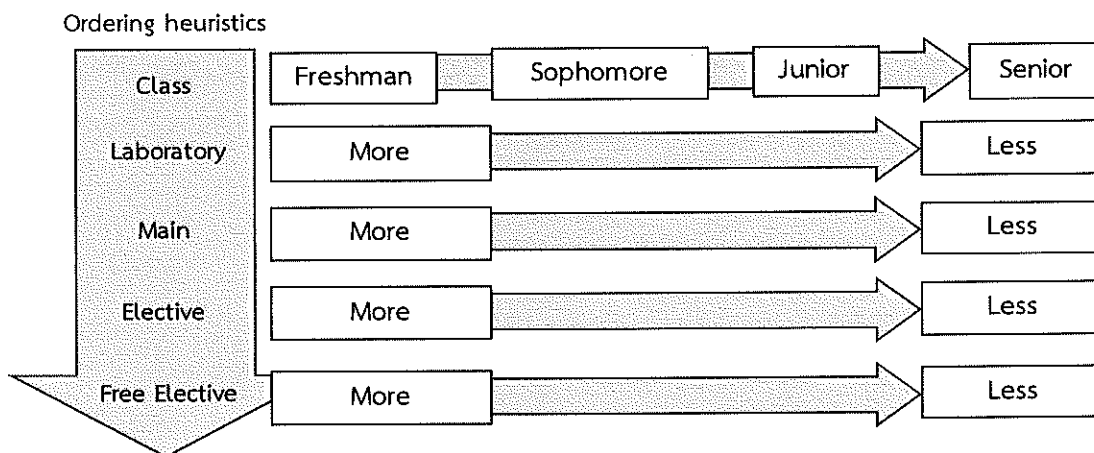 Ordering heuristics
Class
Freshman
Sophomore
Junior
Senior
Laboratory
More
Less
Main
More
Less
Elective
More
Less
Free Elective
More
Less